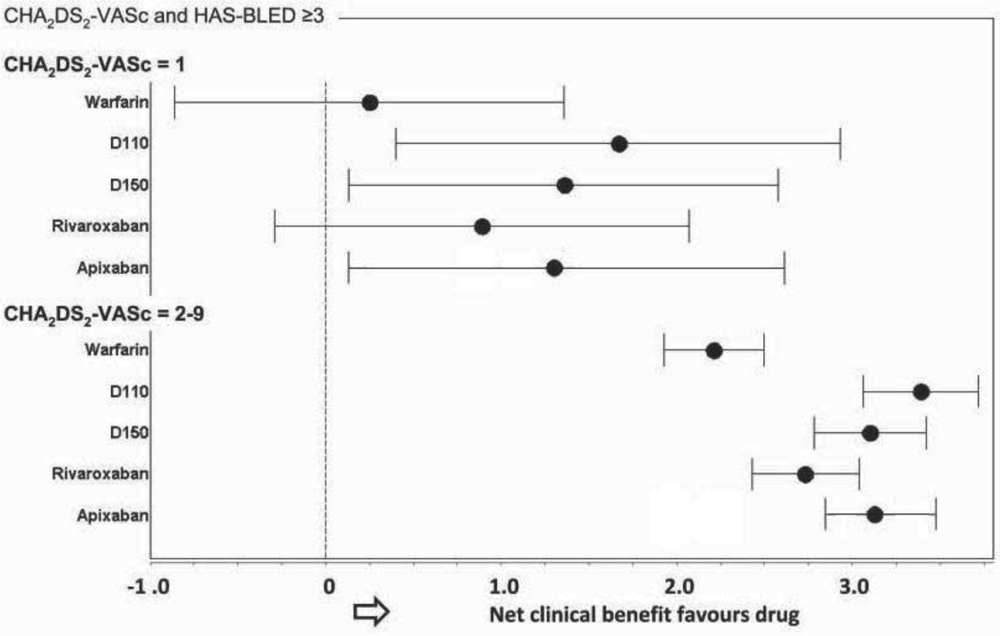 CHA₂DS₂-VASc and HAS-BLED ≥3
CHA₂DS₂-VASc = 1
Warfarin
D110
D150
Rivaroxaban
Apixaban
CHA₂DS₂-VASc = 2-9
Warfarin
D110
D150
Rivaroxaban
Apixaban
-1.0 0 1.0 2.0 3.0
Net clinical benefit favours drug